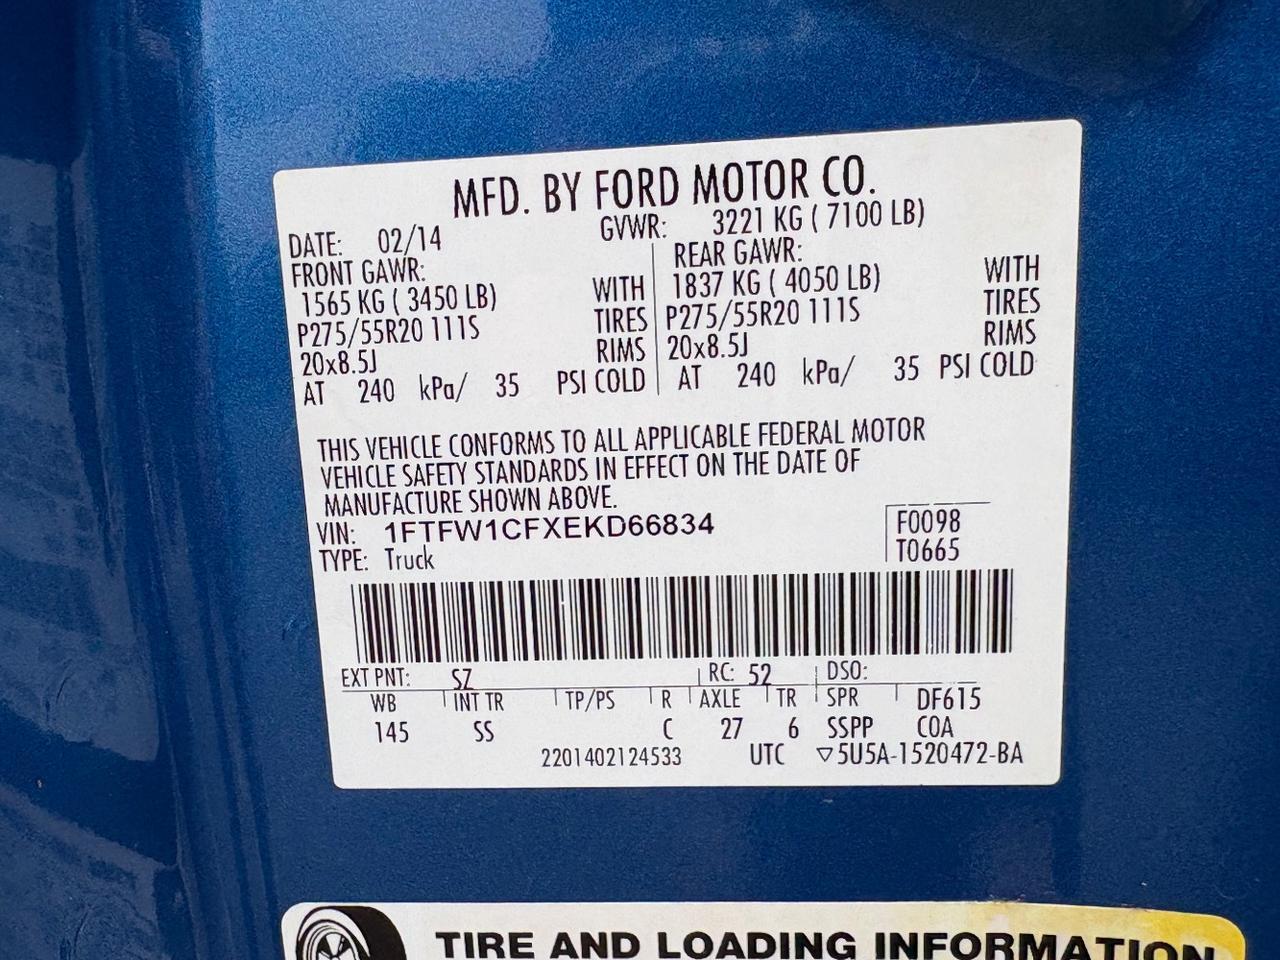 MFD. BY FORD MOTOR CO.
DATE: 02/14 GVWR: 3221 KG ( 7100 LB)
FRONT GAWR: REAR GAWR:
1565 KG ( 3450 LB) WITH 1837 KG ( 4050 LB) WITH
P275/55R20 111S TIRES P275/55R20 111S TIRES
20x8.5J RIMS 20x8.5J RIMS
AT 240 kPa/ 35 PSI COLD AT 240 kPa/ 35 PSI COLD
THIS VEHICLE CONFORMS TO ALL APPLICABLE FEDERAL MOTOR
VEHICLE SAFETY STANDARDS IN EFFECT ON THE DATE OF
MANUFACTURE SHOWN ABOVE.
VIN: 1FTFW1CFXEKD66834 F0098
TYPE: Truck T0665
EXT PNT: SZ RC: 52 DSO:
WB INT TR TP/PS R AXLE TR SPR DF615
145 SS C 27 6 SSPP COA
2201402124533 UTC ▽5U5A-1520472-BA
TIRE AND LOADING INFORMATION